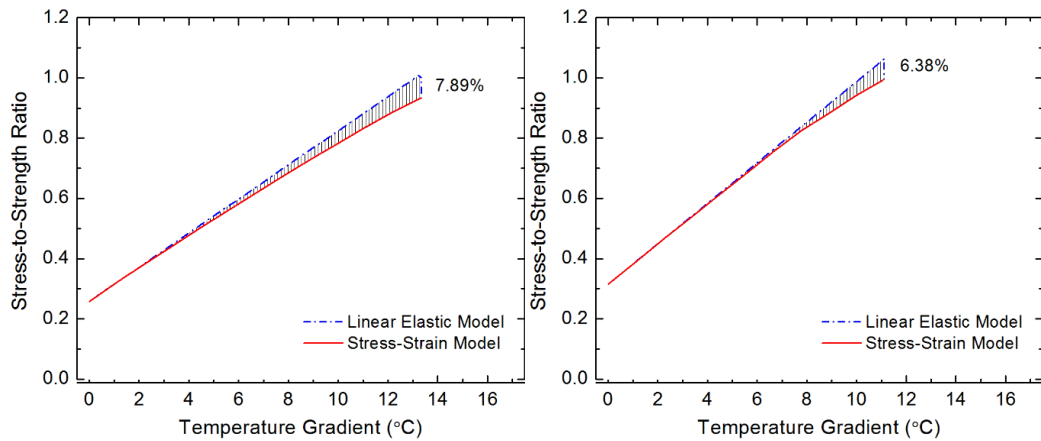 1.2
1.0
0.8
0.6
0.4
0.2
0.0
Stress-to-Strength Ratio
7.89%
Linear Elastic Model
Stress-Strain Model
0 2 4 6 8 10 12 14 16
Temperature Gradient (°C)
1.2
1.0
0.8
0.6
0.4
0.2
0.0
Stress-to-Strength Ratio
6.38%
Linear Elastic Model
Stress-Strain Model
0 2 4 6 8 10 12 14 16
Temperature Gradient (°C)